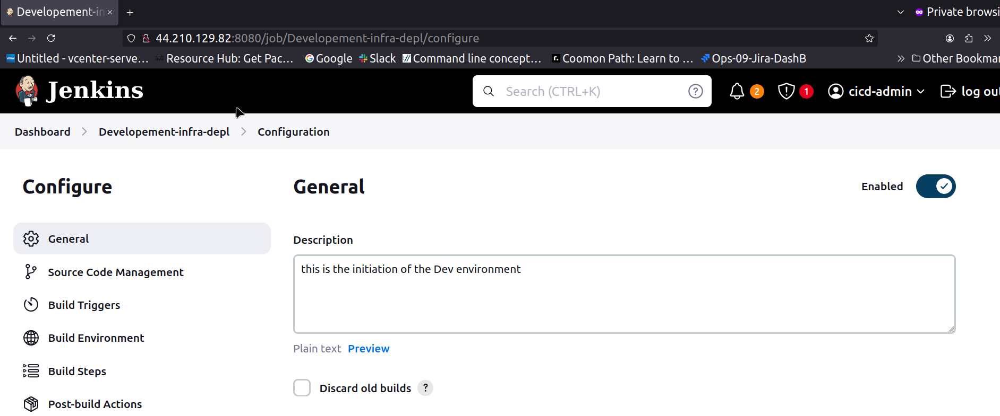 Developement-in
Private browsi
44.210.129.82:8080/job/Developement-infra-depl/configure
Untitled - vcenter-serve… Resource Hub: Get Pac… Google Slack Command line concept… Coomon Path: Learn to … Ops-09-Jira-DashB Other Bookmar
Jenkins Search (CTRL+K) ? 2 1 cicd-admin log out
Dashboard Developement-infra-depl Configuration
Configure
General
Source Code Management
Build Triggers
Build Environment
Build Steps
Post-build Actions
General Enabled
Description
this is the initiation of the Dev environment
Plain text Preview
Discard old builds ?